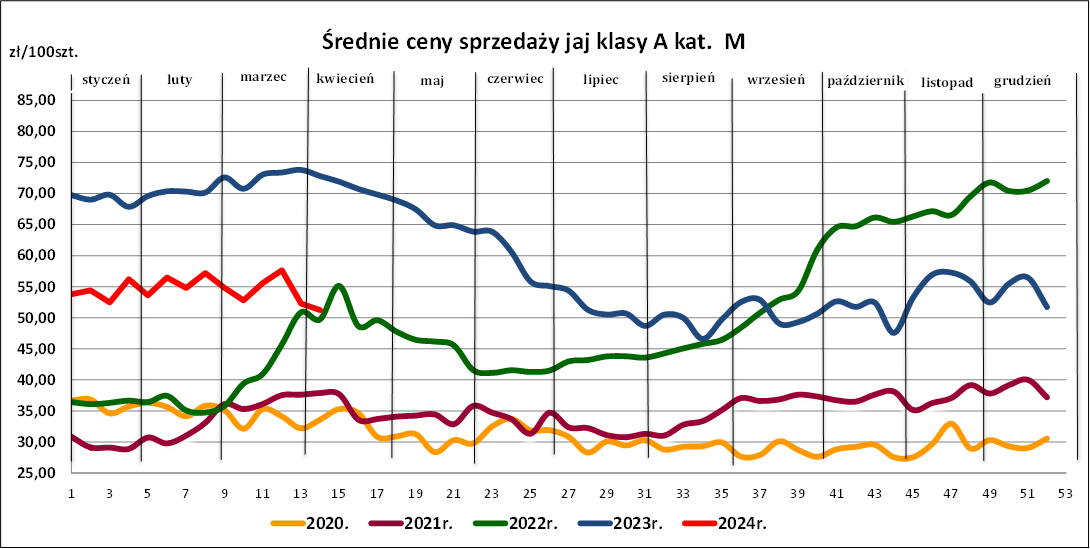 Średnie ceny sprzedaży jaj klasy A kat. M
zł/100szt.
styczeń luty marzec kwiecień maj czerwiec lipiec sierpień wrzesień październik listopad grudzień
85,00
80,00
75,00
70,00
65,00
60,00
55,00
50,00
45,00
40,00
35,00
30,00
25,00
1 3 5 7 9 11 13 15 17 19 21 23 25 27 29 31 33 35 37 39 41 43 45 47 49 51 53
2020. 2021r. 2022r. 2023r. 2024r.